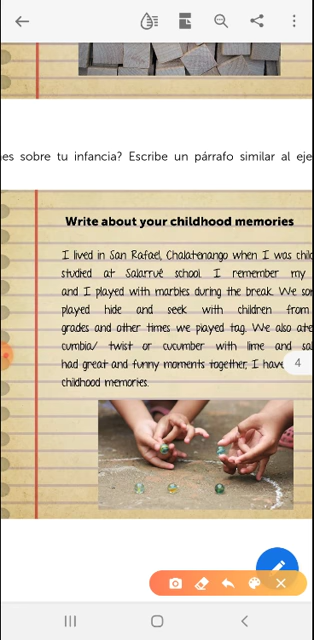 es sobre tu infancia? Escribe un párrafo similar al eje
Write about your childhood memories
I lived in San Rafael, Chalatenango when I was chil
studied at Salarrué school. I remember my
and I played with marbles during the break. We so
played hide and seek with children from
grades and other times we played tag. We also ate
cumbia/ twist or cucumber with lime and sal
had great and funny moments together, I have
4
childhood memories.